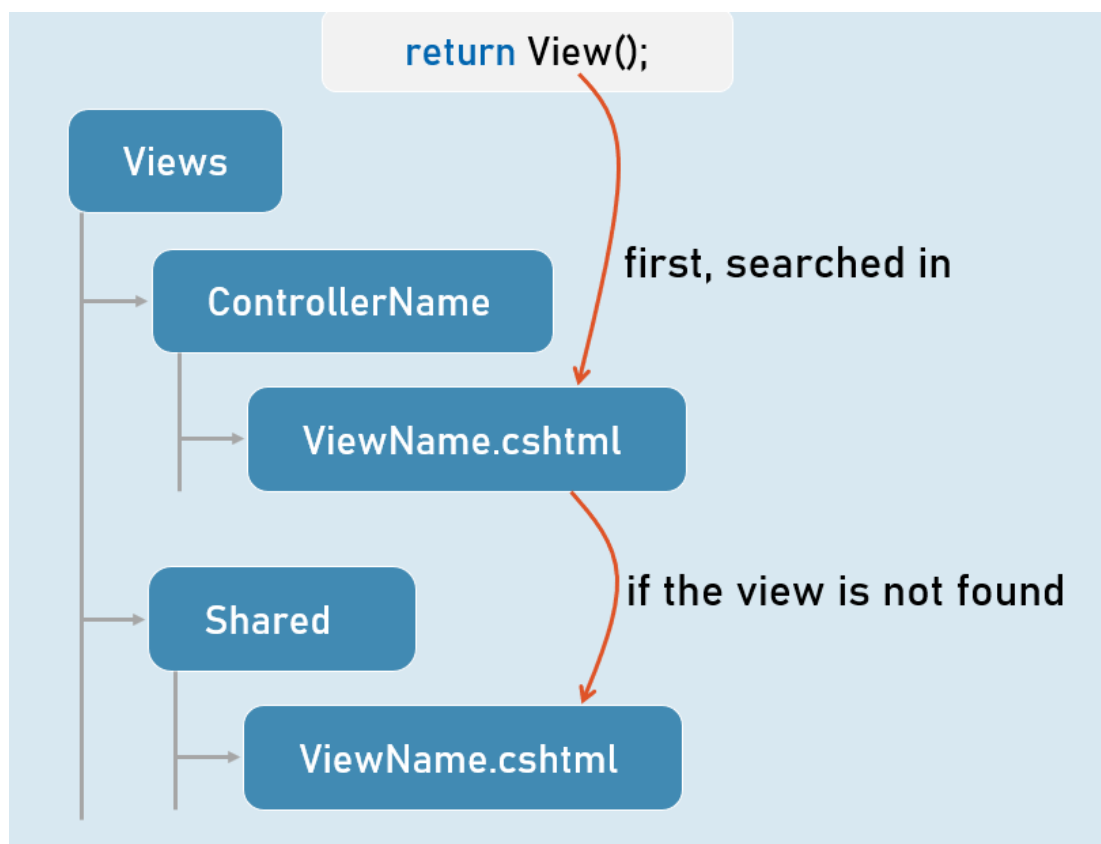 return View();
Views
first, searched in
ControllerName
ViewName.cshtml
if the view is not found
Shared
ViewName.cshtml